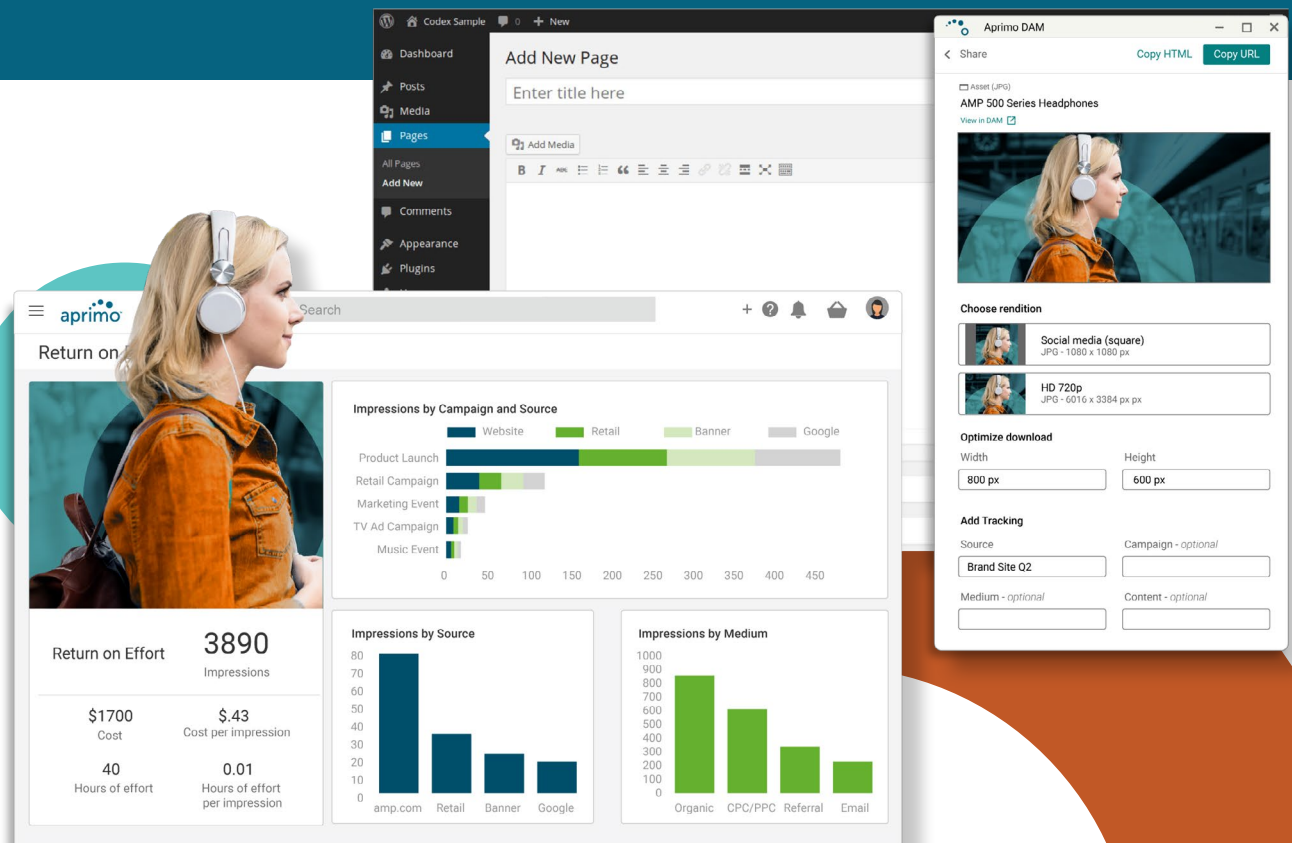 Codex Sample
0
New
Dashboard
Posts
Media
Pages
All Pages
Add New
Comments
Appearance
Plugins
Add New Page
Enter title here
Add Media
B I ABC
Aprimo DAM
Share
Copy HTML
Copy URL
Asset (JPG)
AMP 500 Series Headphones
View in DAM
Choose rendition
Social media (square)
JPG - 1080 x 1080 px
HD 720p
JPG - 6016 x 3384 px px
Optimize download
Width Height
800 px 600 px
Add Tracking
Source Campaign - optional
Brand Site Q2
Medium - optional Content - optional
aprimo
Search
Return on
Return on Effort
3890
Impressions
$1700 $.43
Cost Cost per impression
40 0.01
Hours of effort Hours of effort
per impression
Impressions by Campaign and Source
Website Retail Banner Google
Product Launch
Retail Campaign
Marketing Event
TV Ad Campaign
Music Event
0 50 100 150 200 250 300 350 400 450
Impressions by Source
80
70
60
50
40
30
20
10
0
amp.com Retail Banner Google
Impressions by Medium
1000
900
800
700
600
500
400
300
200
100
0
Organic CPC/PPC Referral Email